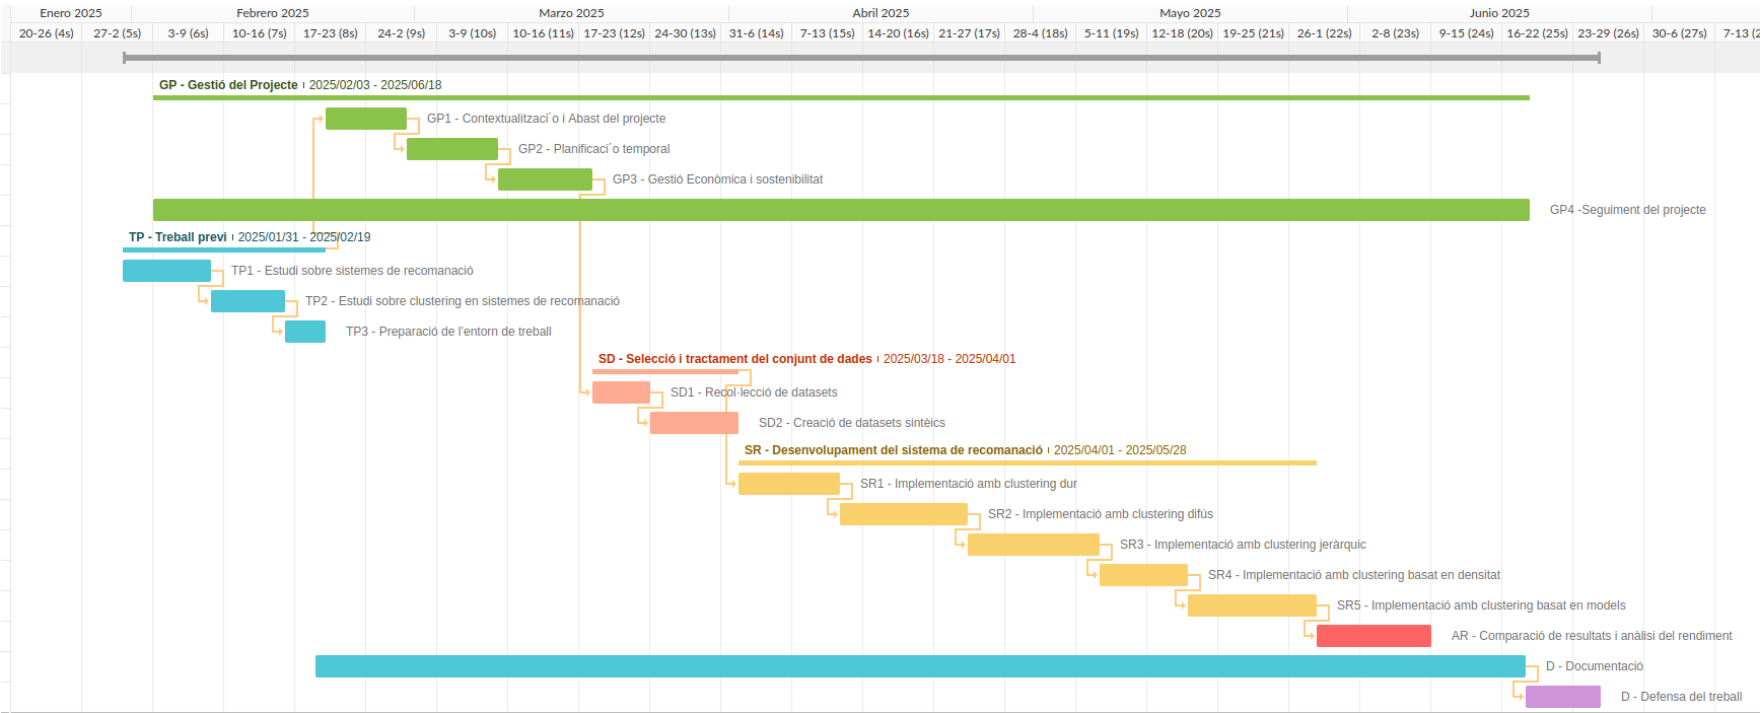 Enero 2025 Febrero 2025 Marzo 2025 Abril 2025 Mayo 2025 Junio 2025
20-26 (4s) 27-2 (5s) 3-9 (6s) 10-16 (7s) 17-23 (8s) 24-2 (9s) 3-9 (10s) 10-16 (11s) 17-23 (12s) 24-30 (13s) 31-6 (14s) 7-13 (15s) 14-20 (16s) 21-27 (17s) 28-4 (18s) 5-11 (19s) 12-18 (20s) 19-25 (21s) 26-1 (22s) 2-8 (23s) 9-15 (24s) 16-22 (25s) 23-29 (26s) 30-6 (27s) 7-13 (2
GP - Gestió del Projecte 2025/02/03 - 2025/06/18
GP1 - Contextualitzaci´o i Abast del projecte
GP2 - Planificaci´o temporal
GP3 - Gestió Econòmica i sostenibilitat
GP4 -Seguiment del projecte
TP - Treball previ 2025/01/31 - 2025/02/19
TP1 - Estudi sobre sistemes de recomanació
TP2 - Estudi sobre clustering en sistemes de recomanació
TP3 - Preparació de l'entorn de treball
SD - Selecció i tractament del conjunt de dades 2025/03/18 - 2025/04/01
SD1 - Recol·lecció de datasets
SD2 - Creació de datasets sintèics
SR - Desenvolupament del sistema de recomanació 2025/04/01 - 2025/05/28
SR1 - Implementació amb clustering dur
SR2 - Implementació amb clustering difús
SR3 - Implementació amb clustering jeràrquic
SR4 - Implementació amb clustering basat en densitat
SR5 - Implementació amb clustering basat en models
AR - Comparació de resultats i anàlisi del rendiment
D - Documentació
D - Defensa del treball